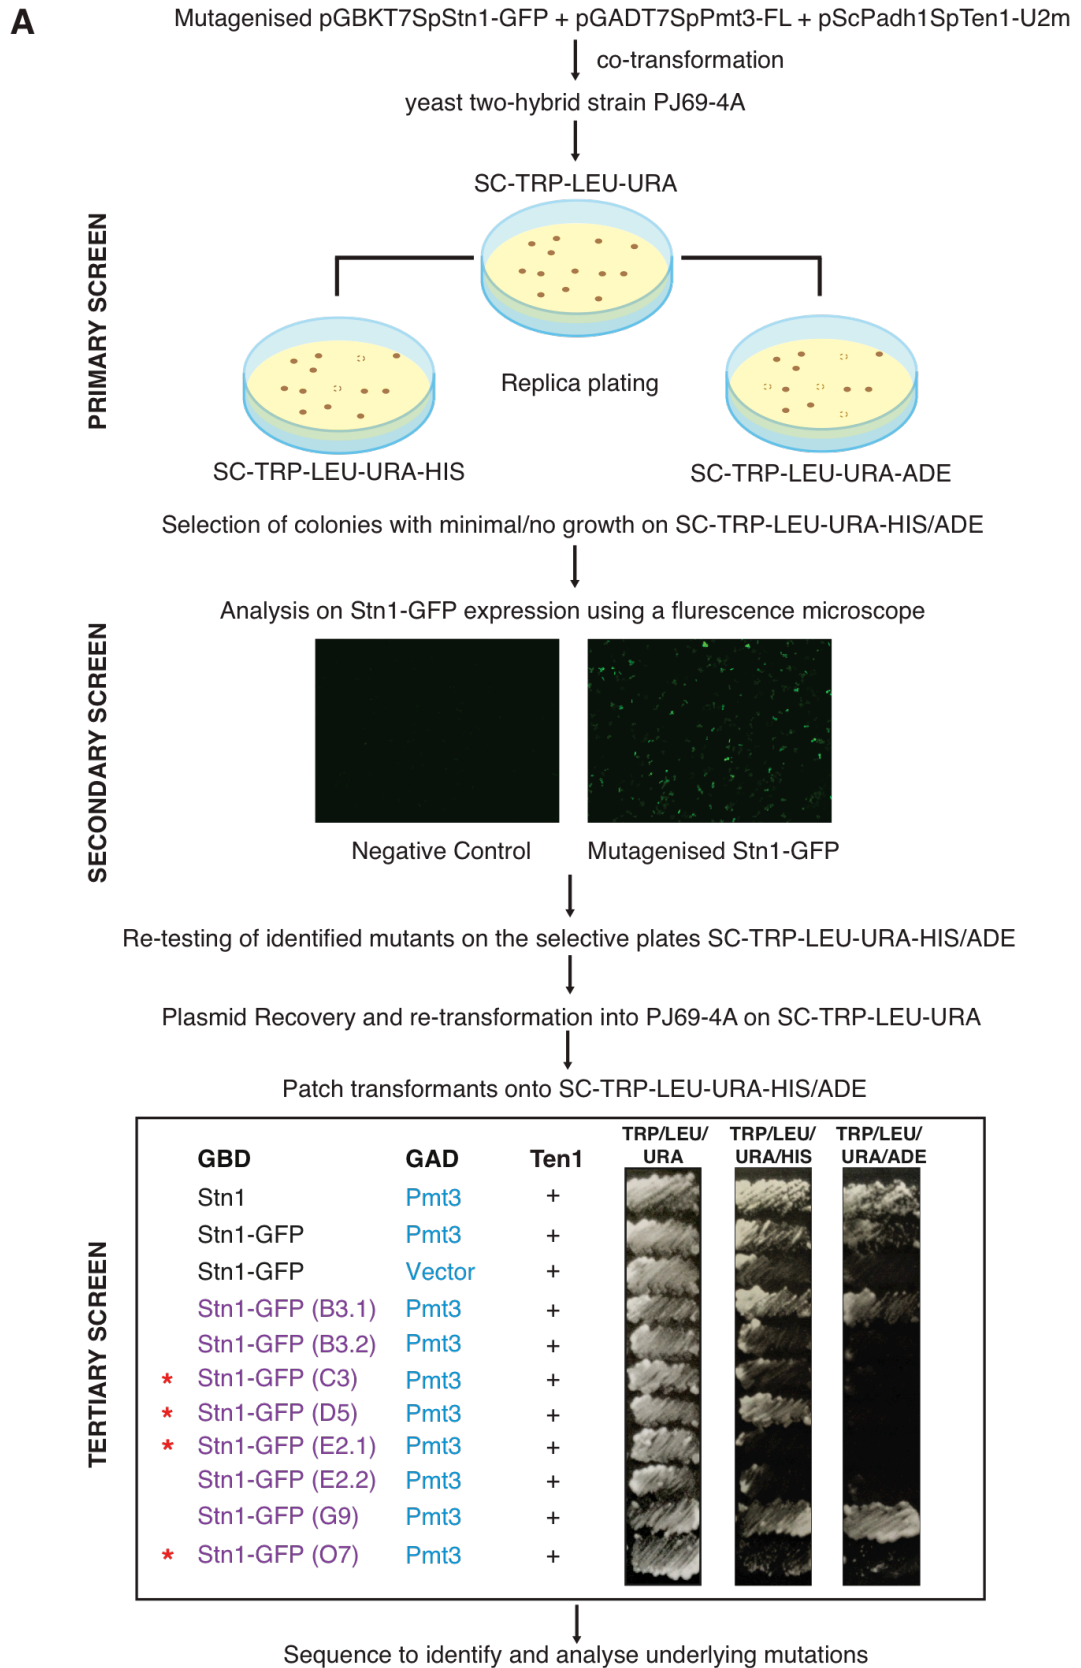 A
Mutagenised pGBKT7SpStn1-GFP + pGADT7SpPmt3-FL + pScPadh1SpTen1-U2m
co-transformation
yeast two-hybrid strain PJ69-4A
SC-TRP-LEU-URA
PRIMARY SCREEN
Replica plating
SC-TRP-LEU-URA-HIS
SC-TRP-LEU-URA-ADE
Selection of colonies with minimal/no growth on SC-TRP-LEU-URA-HIS/ADE
SECONDARY SCREEN
Analysis on Stn1-GFP expression using a flurescence microscope
Negative Control
Mutagenised Stn1-GFP
Re-testing of identified mutants on the selective plates SC-TRP-LEU-URA-HIS/ADE
Plasmid Recovery and re-transformation into PJ69-4A on SC-TRP-LEU-URA
Patch transformants onto SC-TRP-LEU-URA-HIS/ADE
TERTIARY SCREEN
TRP/LEU/ TRP/LEU/ TRP/LEU/
GBD GAD Ten1 URA URA/HIS URA/ADE
Stn1 Pmt3 +
Stn1-GFP Pmt3 +
Stn1-GFP Vector +
Stn1-GFP (B3.1) Pmt3 +
Stn1-GFP (B3.2) Pmt3 +
* Stn1-GFP (C3) Pmt3 +
* Stn1-GFP (D5) Pmt3 +
* Stn1-GFP (E2.1) Pmt3 +
Stn1-GFP (E2.2) Pmt3 +
Stn1-GFP (G9) Pmt3 +
* Stn1-GFP (O7) Pmt3 +
Sequence to identify and analyse underlying mutations